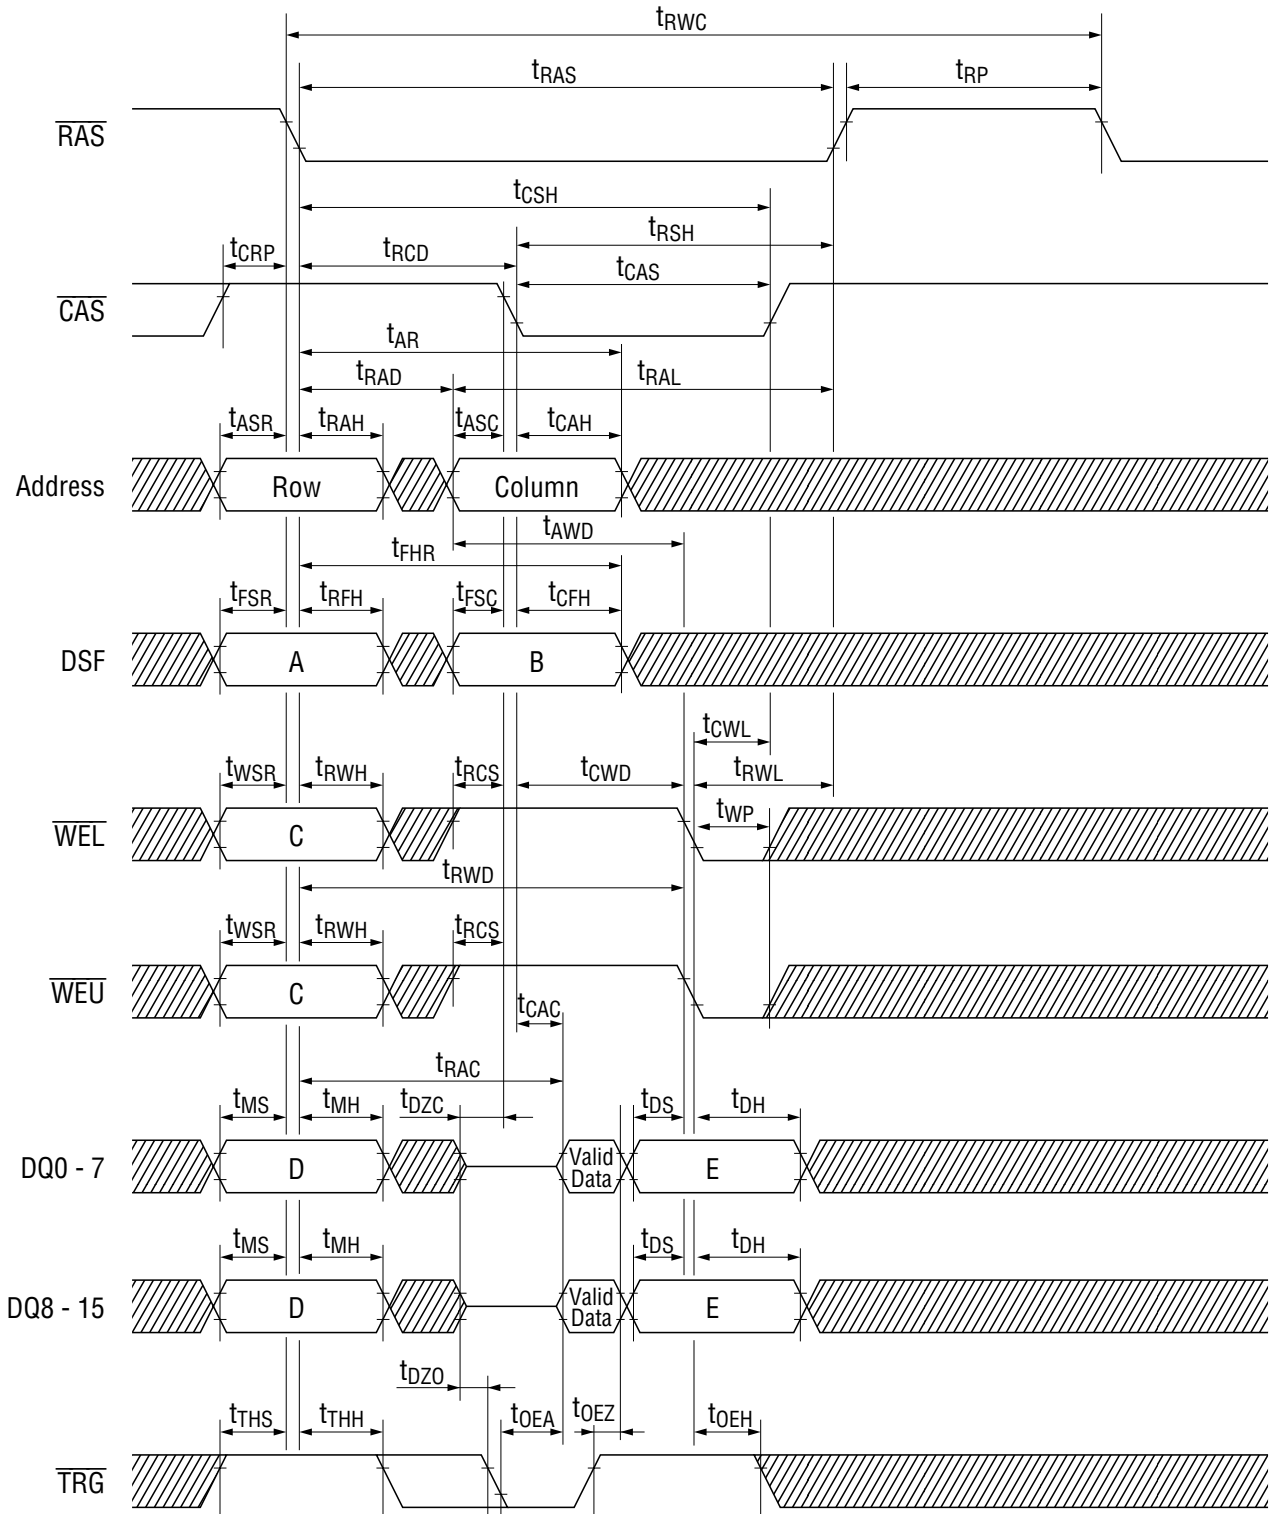 tRWC
tRAS
tRP
RAS
tCSH
tRSH
tCRP
tRCD
tCAS
CAS
tAR
tRAD
tRAL
tASR
tRAH
tASC
tCAH
Address
Row
Column
tAWD
tFHR
tFSR
tRFH
tFSC
tCFH
DSF
A
B
tCWL
tWSR
tRWH
tRCS
tCWD
tRWL
tWP
WEL
C
tRWD
tWSR
tRWH
tRCS
WEU
C
tCAC
tRAC
tMS
tMH
tDZC
tDS
tDH
DQ0 - 7
D
Valid
Data
E
tMS
tMH
tDS
tDH
DQ8 - 15
D
Valid
Data
E
tDZO
tTHS
tTHH
tOEA
tOEZ
tOEH
TRG